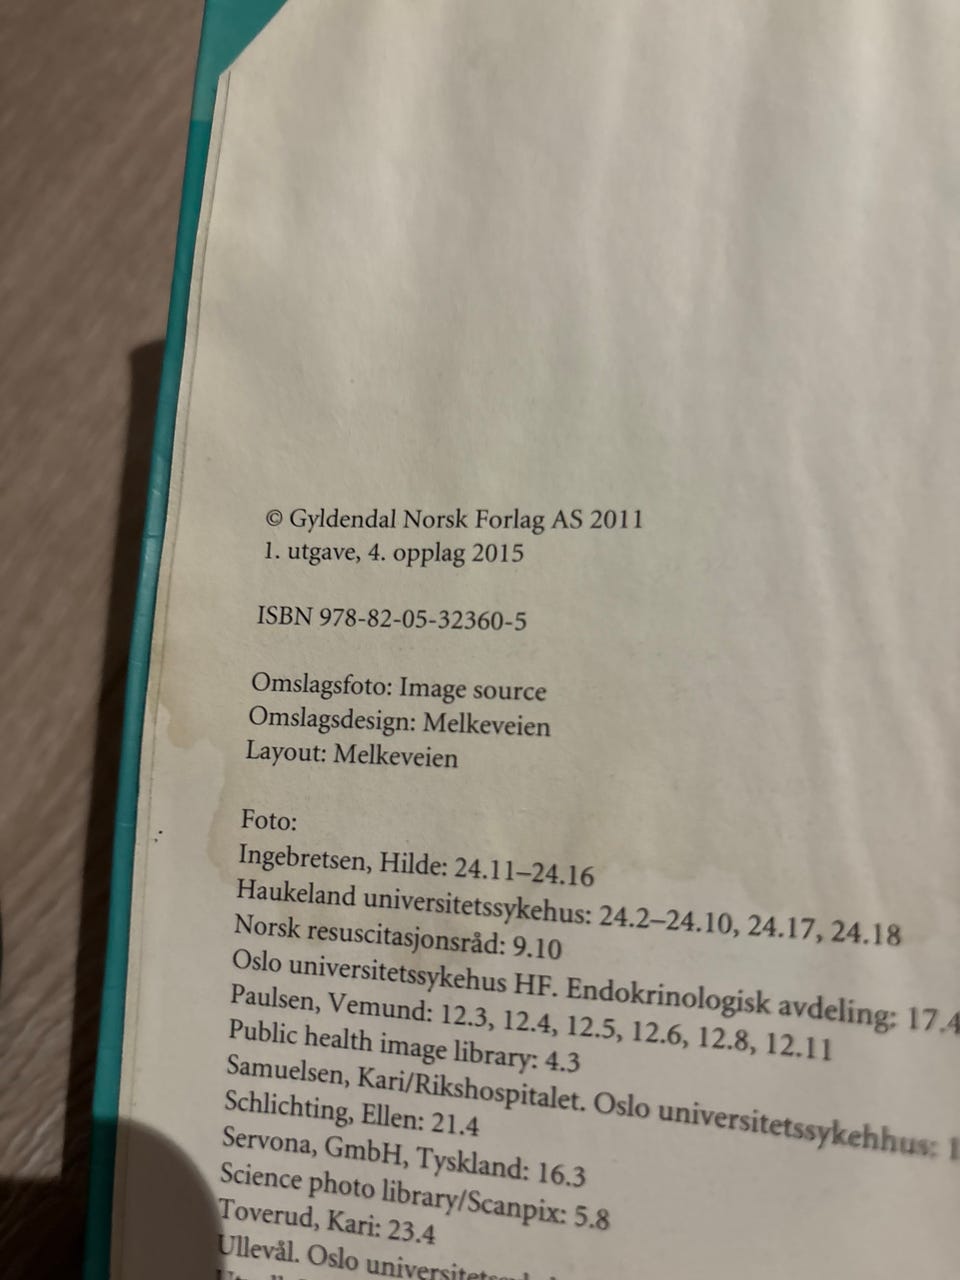 © Gyldendal Norsk Forlag AS 2011
1. utgave, 4. opplag 2015
ISBN 978-82-05-32360-5
Omslagsfoto: Image source
Omslagsdesign: Melkeveien
Layout: Melkeveien
Foto:
Ingebretsen, Hilde: 24.11–24.16
Haukeland universitetssykehus: 24.2–24.10, 24.17, 24.18
Norsk resuscitasjonsråd: 9.10
Oslo universitetssykehus HF. Endokrinologisk avdeling: 17.4
Paulsen, Vemund: 12.3, 12.4, 12.5, 12.6, 12.8, 12.11
Public health image library: 4.3
Samuelsen, Kari/Rikshospitalet. Oslo universitetssykehhus: 1
Schlichting, Ellen: 21.4
Servona, GmbH, Tyskland: 16.3
Science photo library/Scanpix: 5.8
Toverud, Kari: 23.4
Ullevål. Oslo